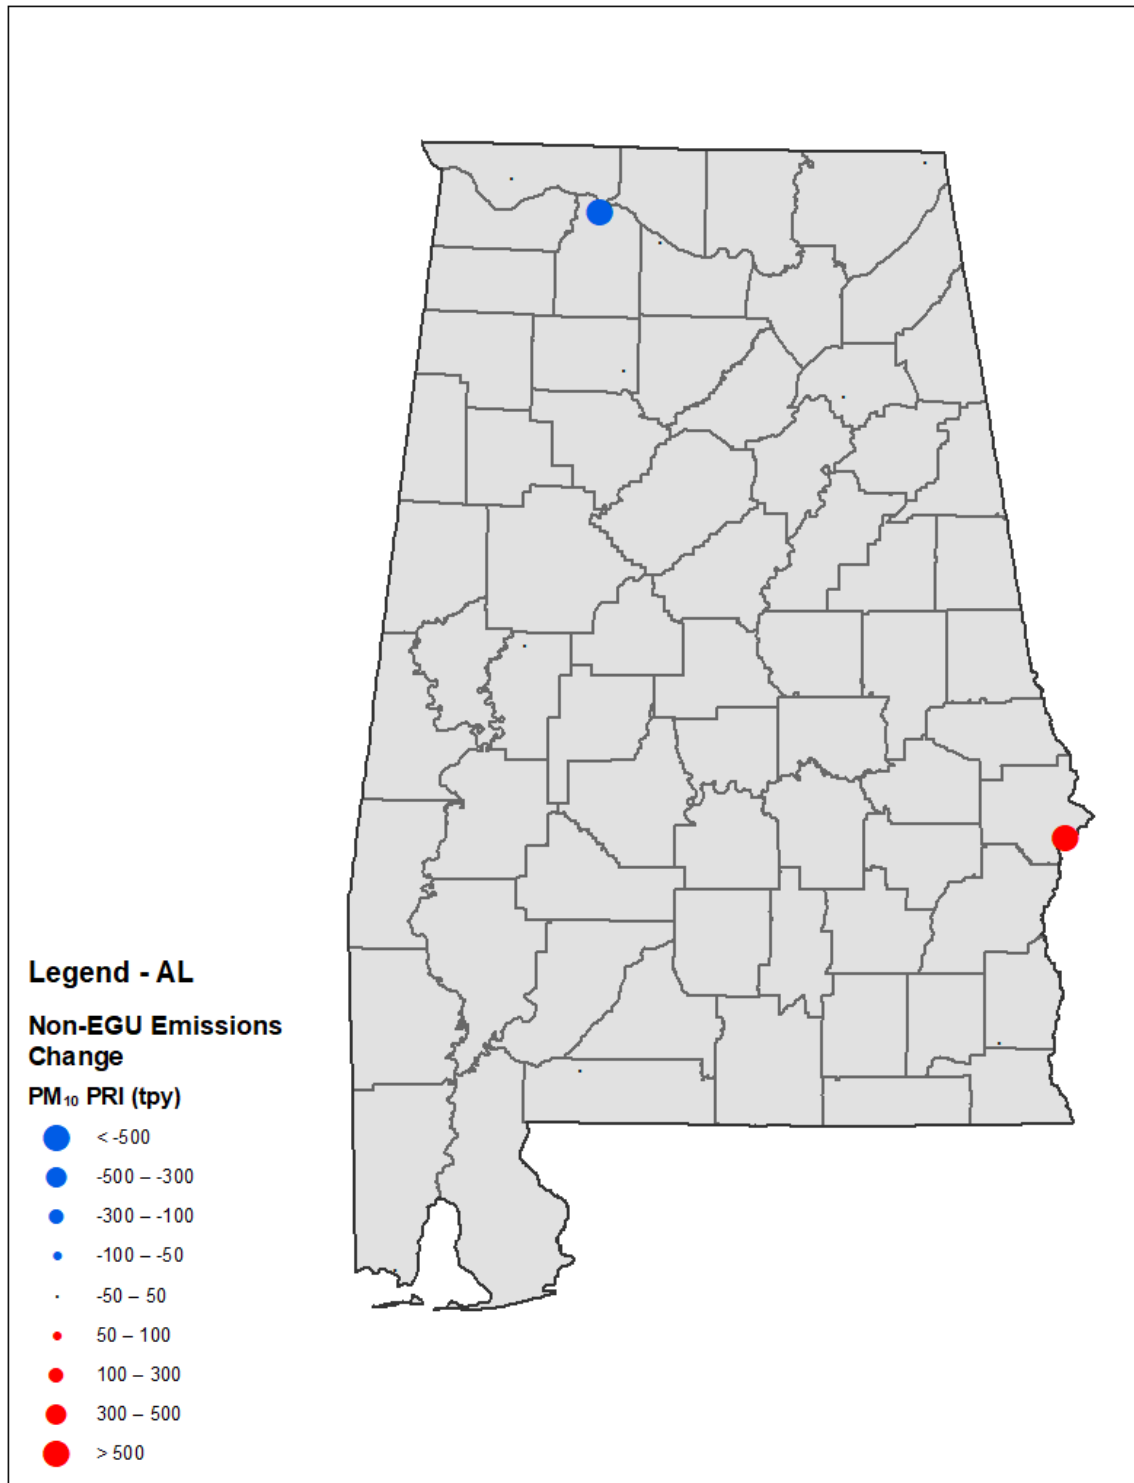 Legend - AL
Non-EGU Emissions
Change
PM₁₀ PRI (tpy)
< -500
-500 – -300
-300 – -100
-100 – -50
-50 – 50
50 – 100
100 – 300
300 – 500
> 500